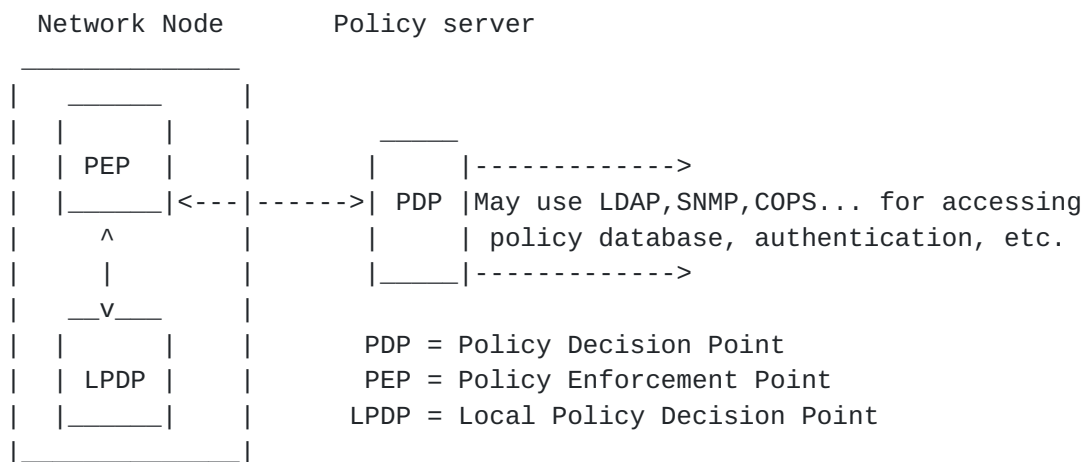 Network Node       Policy server
PEP
PDP May use LDAP,SNMP,COPS... for accessing
policy database, authentication, etc.
PDP = Policy Decision Point
LPDP PEP = Policy Enforcement Point
LPDP = Local Policy Decision Point